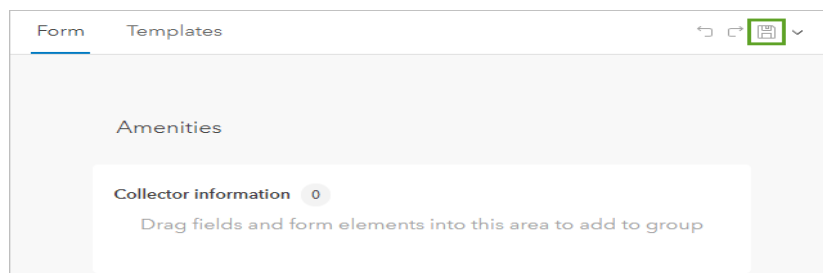 Form Templates
Amenities
Collector information 0
Drag fields and form elements into this area to add to group